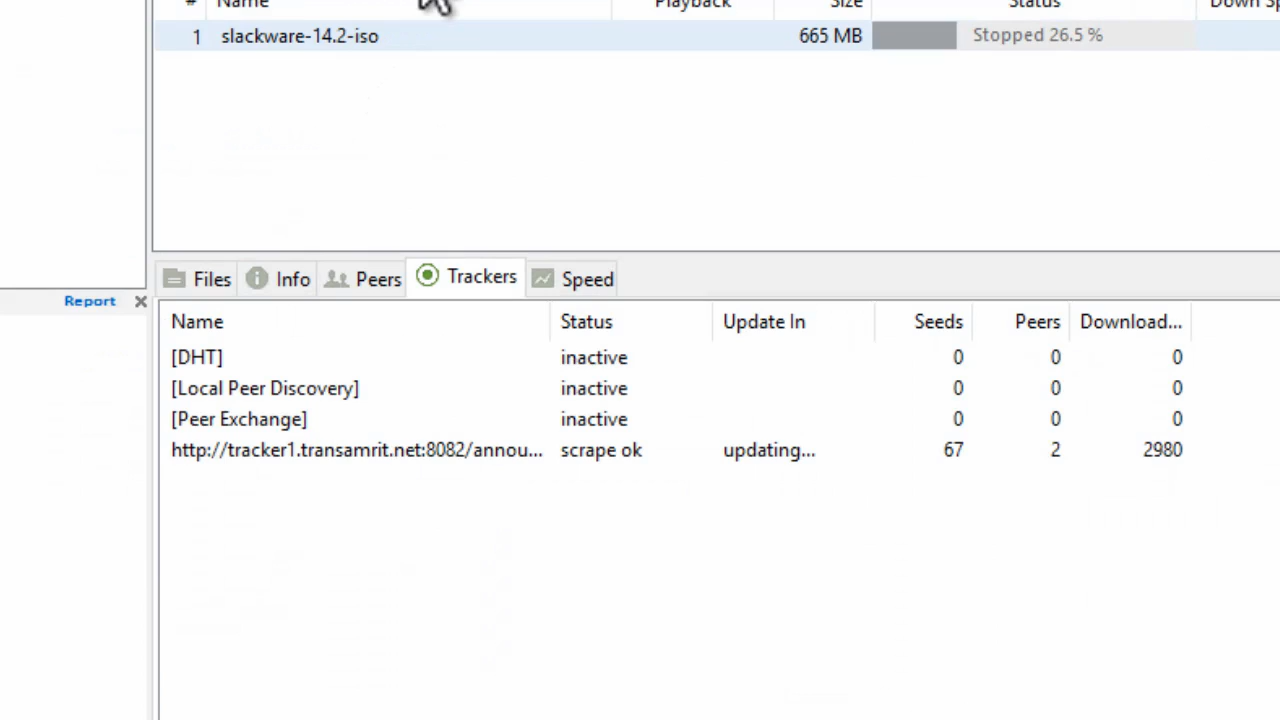 # Name Playback Size Status Down Sp
1 slackware-14.2-iso 665 MB Stopped 26.5 %
Files Info Peers Trackers Speed
Report
Name Status Update In Seeds Peers Download...
[DHT] inactive 0 0 0
[Local Peer Discovery] inactive 0 0 0
[Peer Exchange] inactive 0 0 0
http://tracker1.transamrit.net:8082/annou... scrape ok updating... 67 2 2980